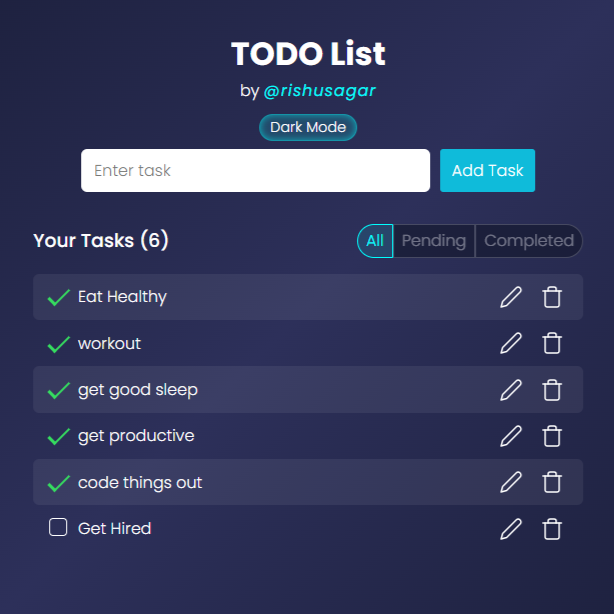 TODO List
by @rishusagar
Dark Mode
Enter task
Add Task
Your Tasks (6)
All
Pending
Completed
Eat Healthy
workout
get good sleep
get productive
code things out
Get Hired